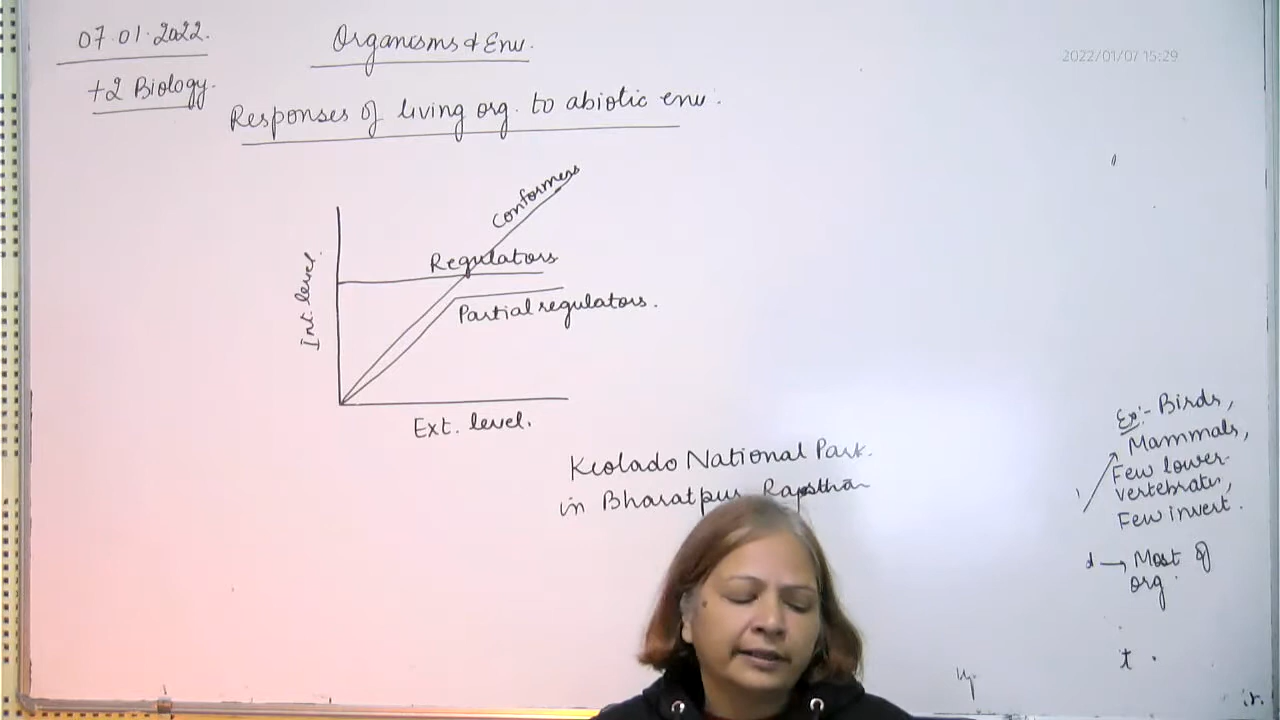 07.01.2022.
Organisms & Env.
2022/01/07 15:29
+2 Biology.
Responses of living org. to abiotic env.
Conformers
Regulators
Partial regulators.
Int. level.
Ext. level.
Keolado National Park.
in Bharatpur Rajsthan
Ex:- Birds,
Mammals,
Few lower
vertebrates,
Few invert.
d → Most of
org.
t.